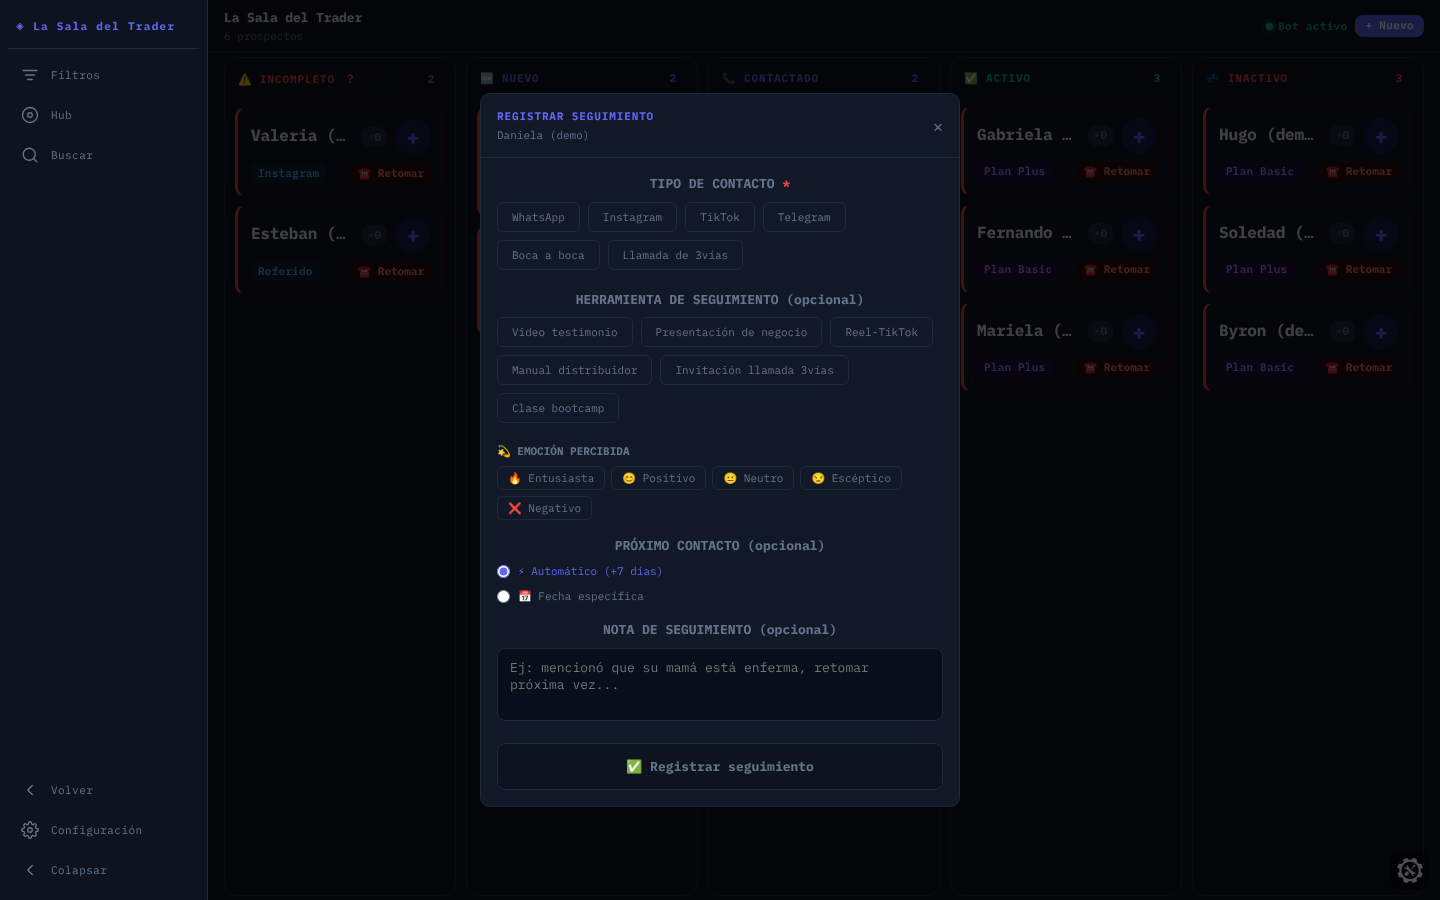 ◈ La Sala del Trader
Filtros
Hub
Buscar
Volver
Configuración
Colapsar
La Sala del Trader
6 prospectos
Bot activo
+ Nuevo
⚠️ INCOMPLETO ? 2
Valeria (… ⚡0 +
Instagram ☎ Retomar
Esteban (… ⚡0 +
Referido ☎ Retomar
🆕 NUEVO 2
📞 CONTACTADO 2
✅ ACTIVO 3
Gabriela … ⚡0 +
Plan Plus ☎ Retomar
Fernando … ⚡0 +
Plan Basic ☎ Retomar
Mariela (… ⚡0 +
Plan Plus ☎ Retomar
💤 INACTIVO 3
Hugo (dem… ⚡0 +
Plan Basic ☎ Retomar
Soledad (… ⚡0 +
Plan Plus ☎ Retomar
Byron (de… ⚡0 +
Plan Basic ☎ Retomar
REGISTRAR SEGUIMIENTO
Daniela (demo)
×
TIPO DE CONTACTO *
WhatsApp Instagram TikTok Telegram
Boca a boca Llamada de 3vías
HERRAMIENTA DE SEGUIMIENTO (opcional)
Video testimonio Presentación de negocio Reel-TikTok
Manual distribuidor Invitación llamada 3vías
Clase bootcamp
💫 EMOCIÓN PERCIBIDA
🔥 Entusiasta 😊 Positivo 😐 Neutro 😒 Escéptico
❌ Negativo
PRÓXIMO CONTACTO (opcional)
⚡ Automático (+7 días)
📅 Fecha específica
NOTA DE SEGUIMIENTO (opcional)
Ej: mencionó que su mamá está enferma, retomar
próxima vez...
✅ Registrar seguimiento